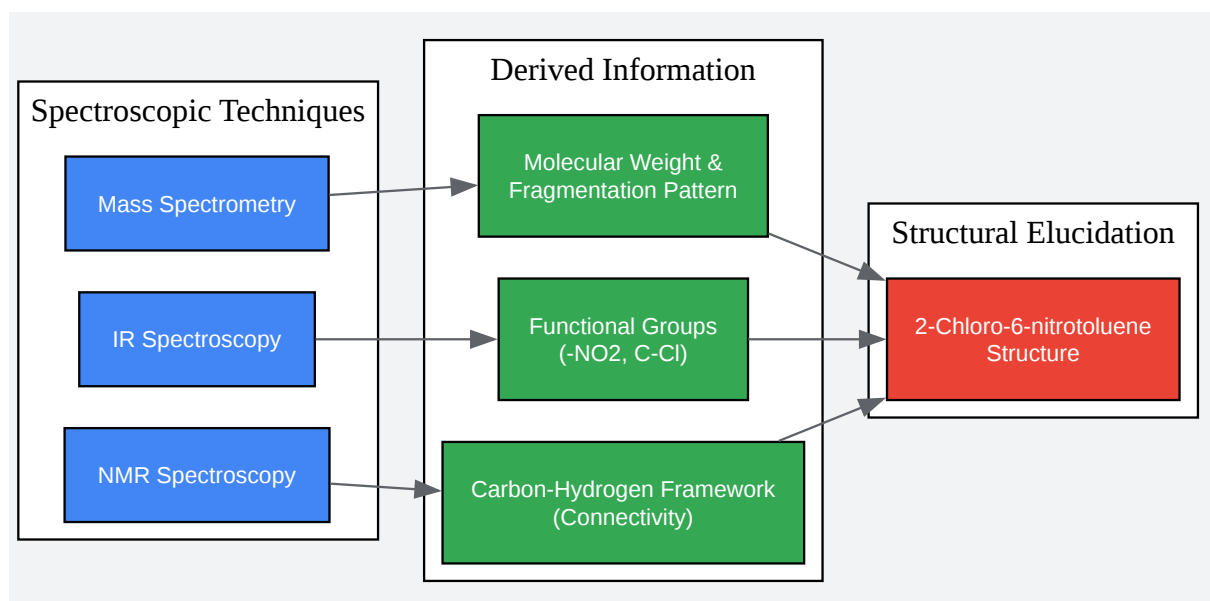 Spectroscopic Techniques
Mass Spectrometry
IR Spectroscopy
NMR Spectroscopy
Derived Information
Molecular Weight &
Fragmentation Pattern
Functional Groups
(-NO2, C-Cl)
Carbon-Hydrogen Framework
(Connectivity)
Structural Elucidation
2-Chloro-6-nitrotoluene
Structure